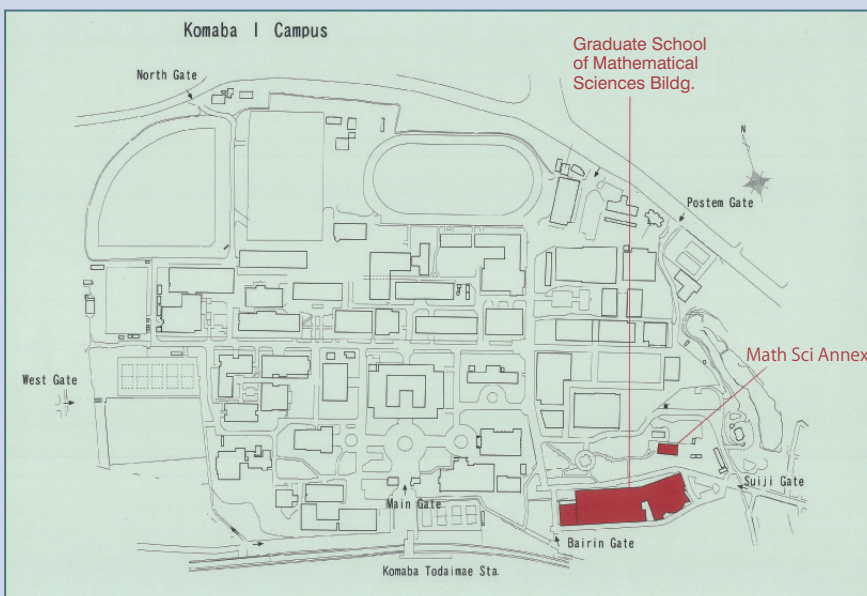 Komaba I Campus
Graduate School
of Mathematical
Sciences Bildg.
North Gate
N
Postem Gate
Math Sci Annex
West Gate
Suiji Gate
Main Gate
Bairin Gate
Komaba Todaimae Sta.